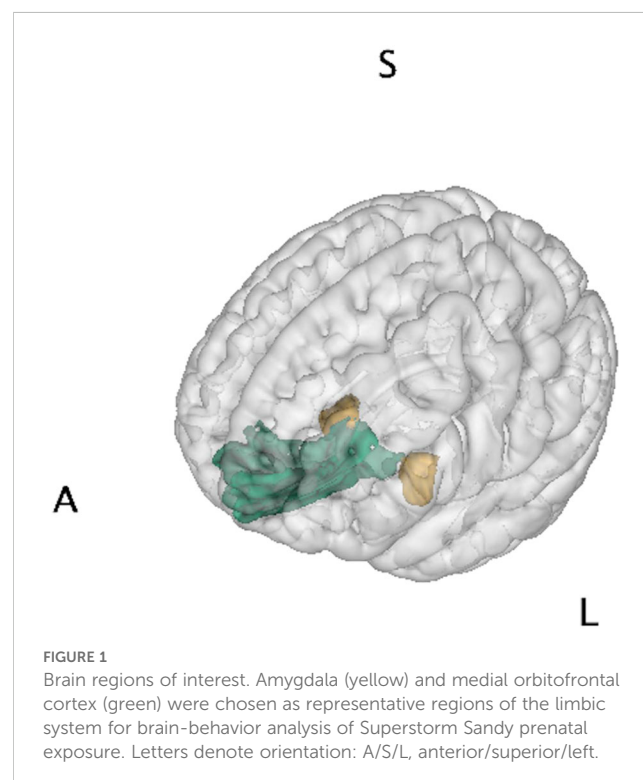 S
A
L
FIGURE 1
Brain regions of interest. Amygdala (yellow) and medial orbitofrontal
cortex (green) were chosen as representative regions of the limbic
system for brain-behavior analysis of Superstorm Sandy prenatal
exposure. Letters denote orientation: A/S/L, anterior/superior/left.